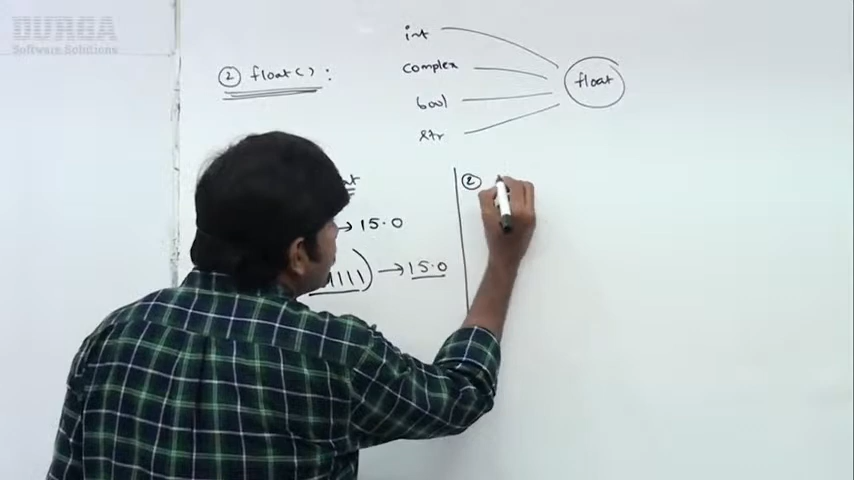 DURGA
Software Solutions
② float() :
int
complex
bool
str
float
→ 15.0
1111) → 15.0
②